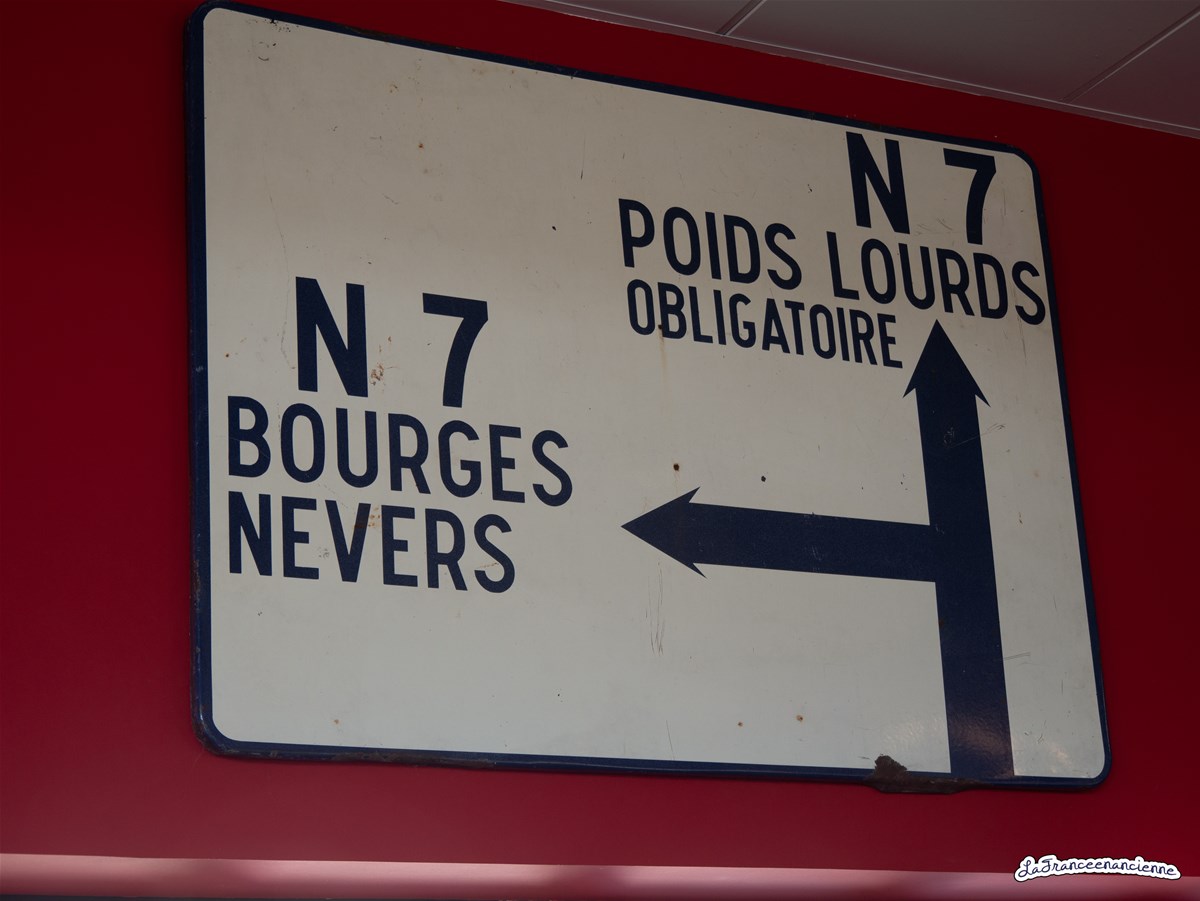 N 7
POIDS LOURDS
OBLIGATOIRE
N 7
BOURGES
NEVERS
LaFranceenancienne